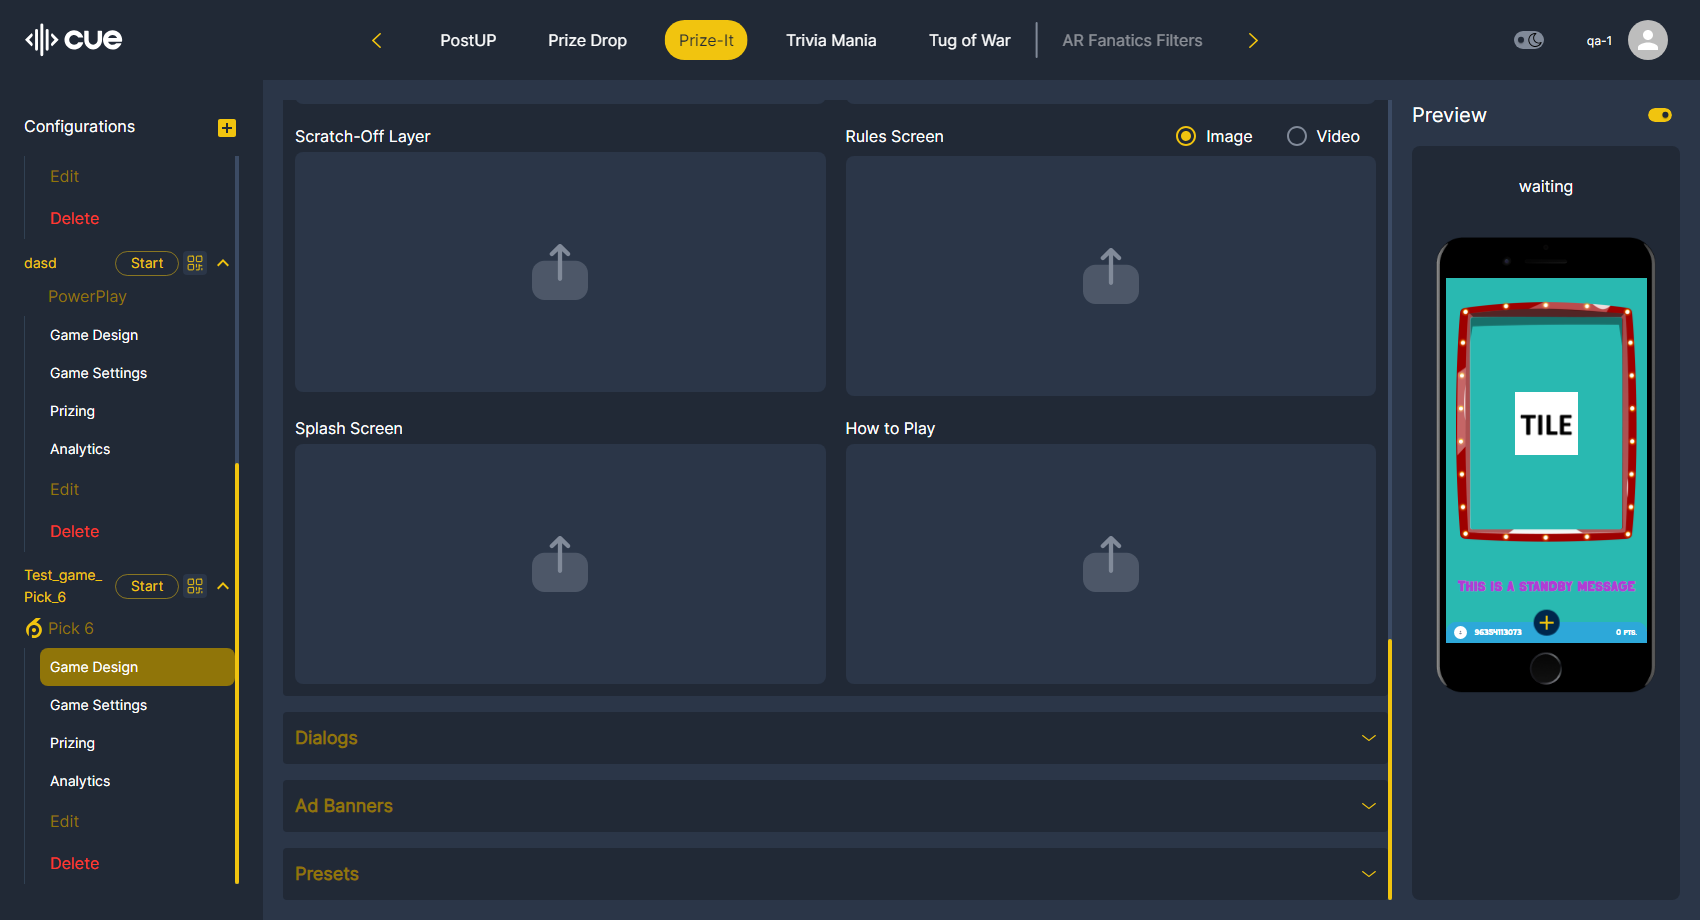 cue
PostUP
Prize Drop
Prize-It
Trivia Mania
Tug of War
AR Fanatics Filters
qa-1
Configurations
Edit
Delete
dasd
Start
PowerPlay
Game Design
Game Settings
Prizing
Analytics
Edit
Delete
Test_game_
Pick_6
Start
Pick 6
Game Design
Game Settings
Prizing
Analytics
Edit
Delete
Scratch-Off Layer
Rules Screen
Image
Video
Splash Screen
How to Play
Dialogs
Ad Banners
Presets
Preview
waiting
TILE
THIS IS A STANDBY MESSAGE
96354113073
0 PTS.